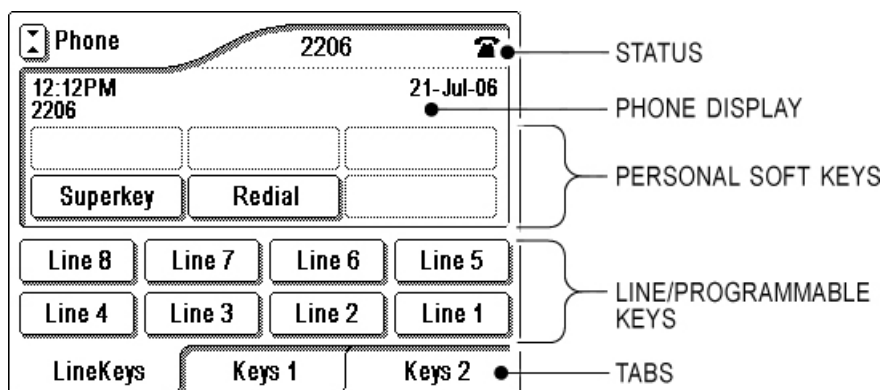 Phone 2206 STATUS
12:12PM 21-Jul-06
2206 PHONE DISPLAY
PERSONAL SOFT KEYS
Superkey Redial
Line 8 Line 7 Line 6 Line 5
LINE/PROGRAMMABLE
KEYS
Line 4 Line 3 Line 2 Line 1
LineKeys Keys 1 Keys 2 TABS